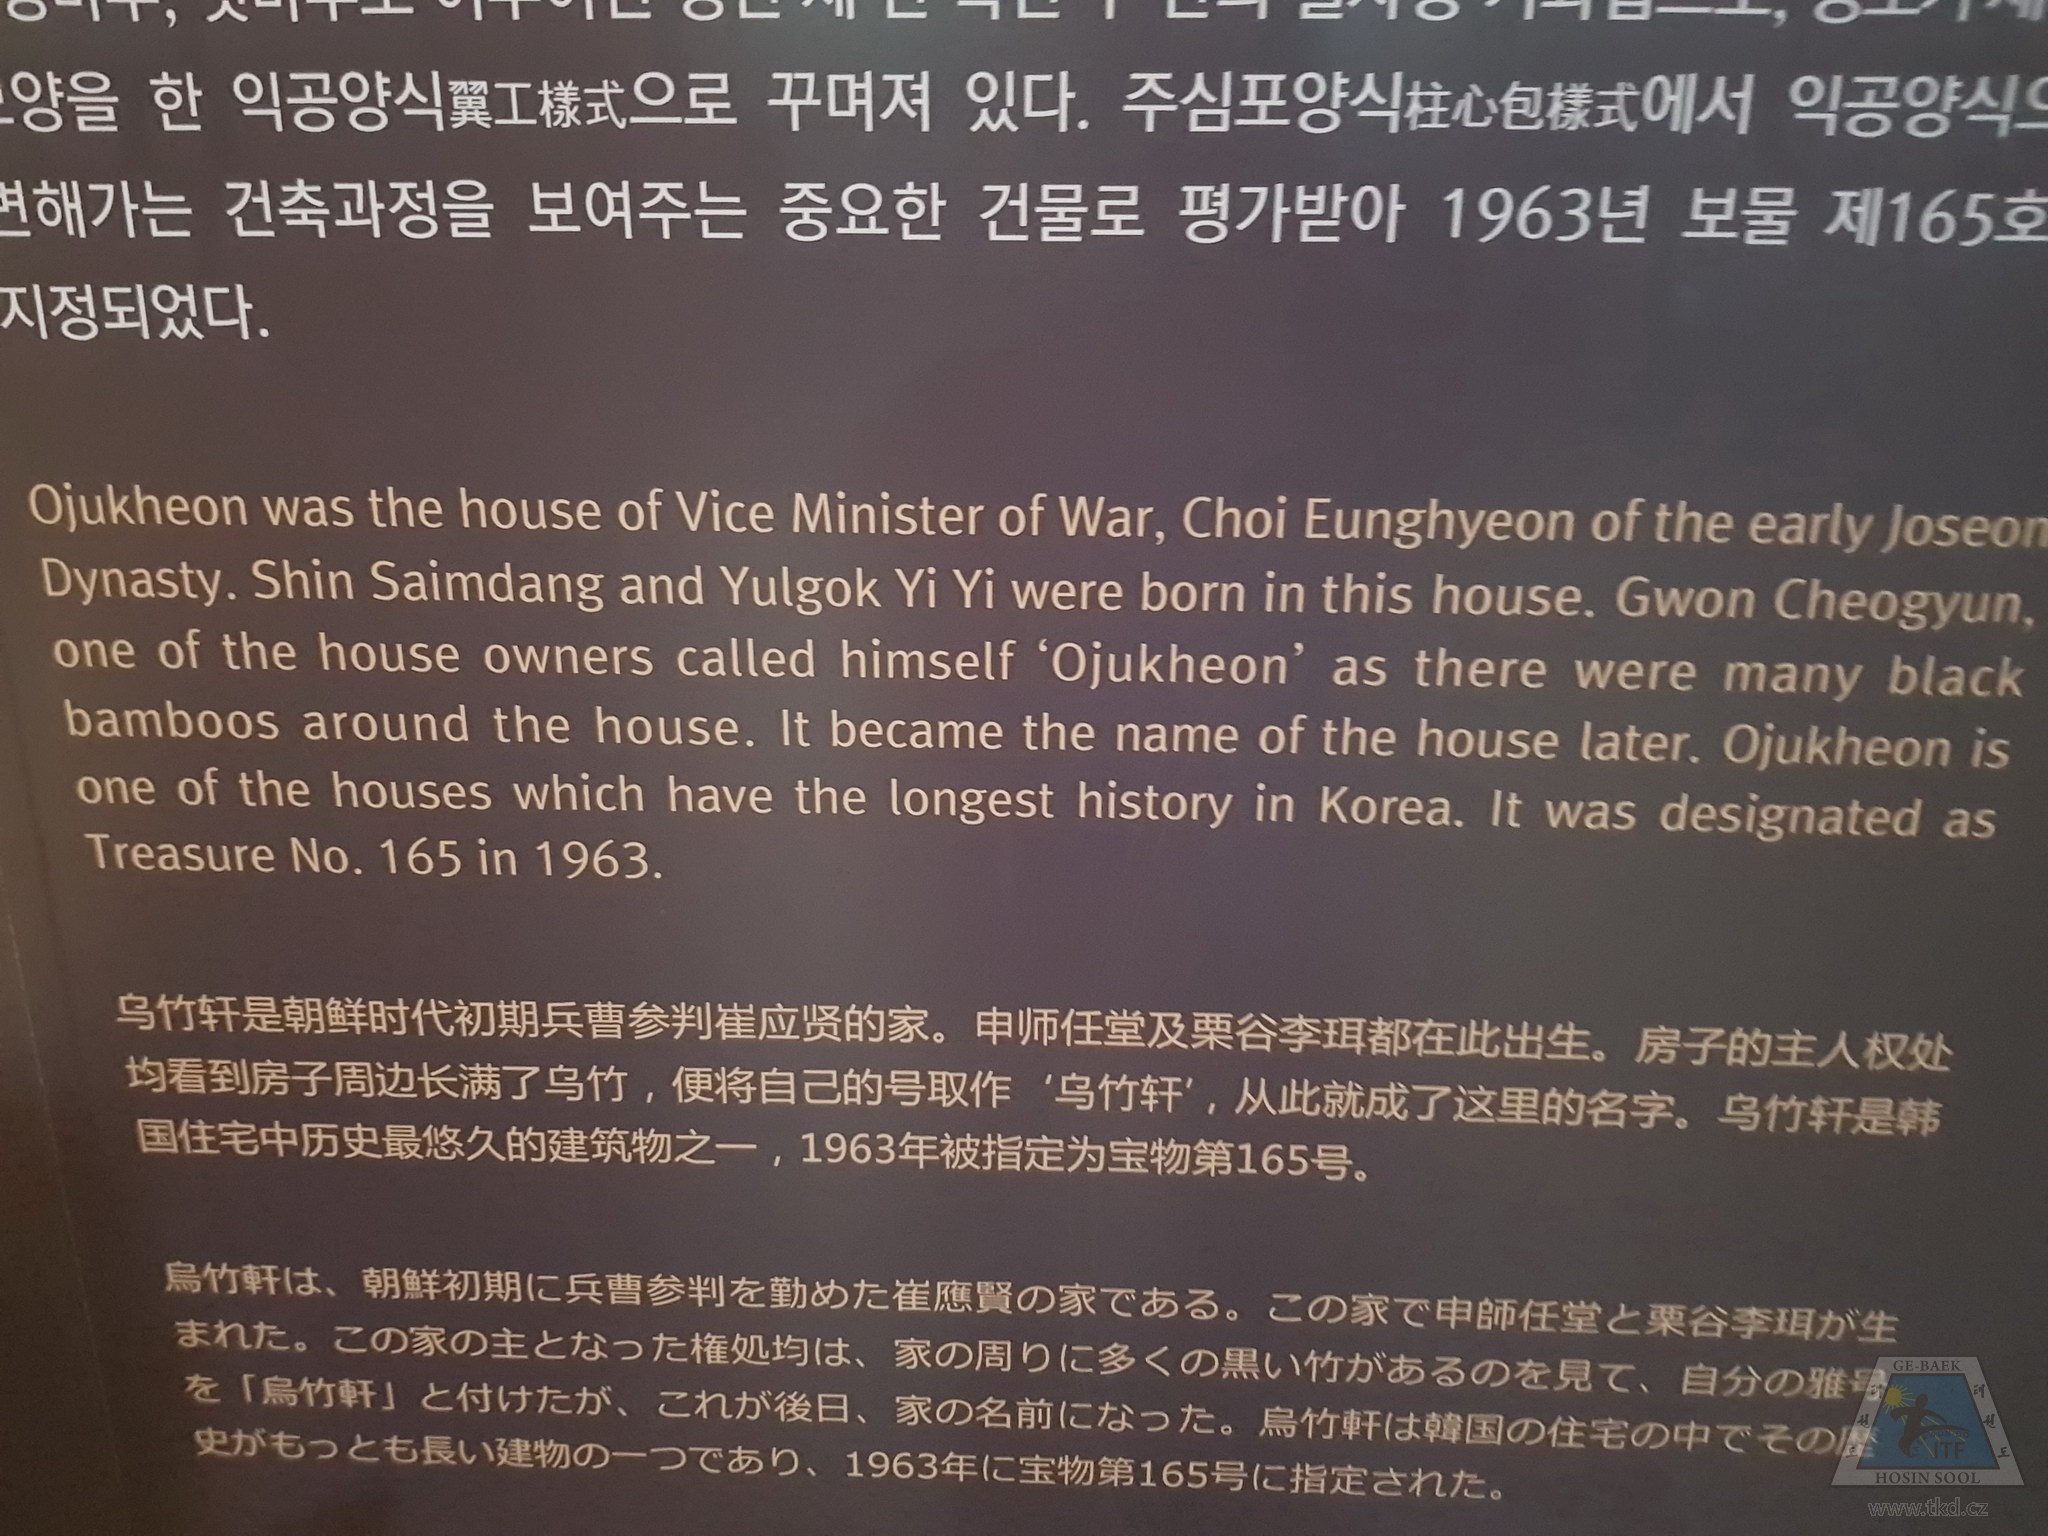 양을 한 익공양식翼工樣式으로 꾸며져 있다. 주심포양식柱心包樣式에서 익공양식으
변해가는 건축과정을 보여주는 중요한 건물로 평가받아 1963년 보물 제165호
지정되었다.
Ojukheon was the house of Vice Minister of War, Choi Eunghyeon of the early Joseon
Dynasty. Shin Saimdang and Yulgok Yi Yi were born in this house. Gwon Cheogyun,
one of the house owners called himself ‘Ojukheon’ as there were many black
bamboos around the house. It became the name of the house later. Ojukheon is
one of the houses which have the longest history in Korea. It was designated as
Treasure No. 165 in 1963.
乌竹轩是朝鲜时代初期兵曹参判崔应贤的家。申师任堂及栗谷李珥都在此出生。房子的主人权处
均看到房子周边长满了乌竹，便将自己的号取作‘乌竹轩’，从此就成了这里的名字。乌竹轩是韩
国住宅中历史最悠久的建筑物之一，1963年被指定为宝物第165号。
烏竹軒は、朝鮮初期に兵曹参判を勤めた崔應賢の家である。この家で申師任堂と栗谷李珥が生
まれた。この家の主となった権処均は、家の周りに多くの黒い竹があるのを見て、自分の雅号
を「烏竹軒」と付けたが、これが後日、家の名前になった。烏竹軒は韓国の住宅の中でその歴
史がもっとも長い建物の一つであり、1963年に宝物第165号に指定された。
GE-BAEK
ITF
HOSIN SOOL
www.tkd.cz